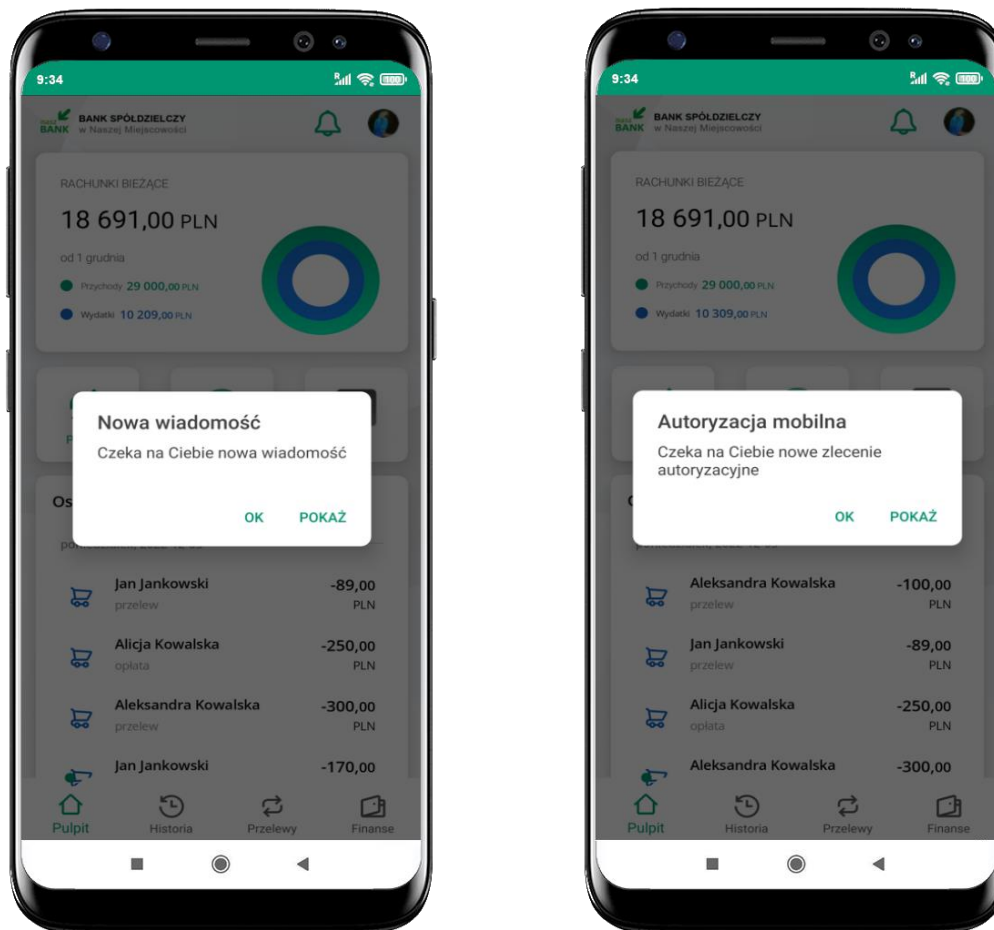 9:34
NASZ BANK
BANK SPÓŁDZIELCZY
w Naszej Miejscowości
RACHUNKI BIEŻĄCE
18 691,00 PLN
od 1 grudnia
Przychody 29 000,00 PLN
Wydatki 10 209,00 PLN
Nowa wiadomość
Czeka na Ciebie nowa wiadomość
OK POKAŻ
Jan Jankowski -89,00
przelew PLN
Alicja Kowalska -250,00
opłata PLN
Aleksandra Kowalska -300,00
przelew PLN
Jan Jankowski -170,00
Pulpit Historia Przelewy Finanse
9:34
NASZ BANK
BANK SPÓŁDZIELCZY
w Naszej Miejscowości
RACHUNKI BIEŻĄCE
18 691,00 PLN
od 1 grudnia
Przychody 29 000,00 PLN
Wydatki 10 309,00 PLN
Autoryzacja mobilna
Czeka na Ciebie nowe zlecenie
autoryzacyjne
OK POKAŻ
Aleksandra Kowalska -100,00
przelew PLN
Jan Jankowski -89,00
przelew PLN
Alicja Kowalska -250,00
opłata PLN
Aleksandra Kowalska -300,00
Pulpit Historia Przelewy Finanse